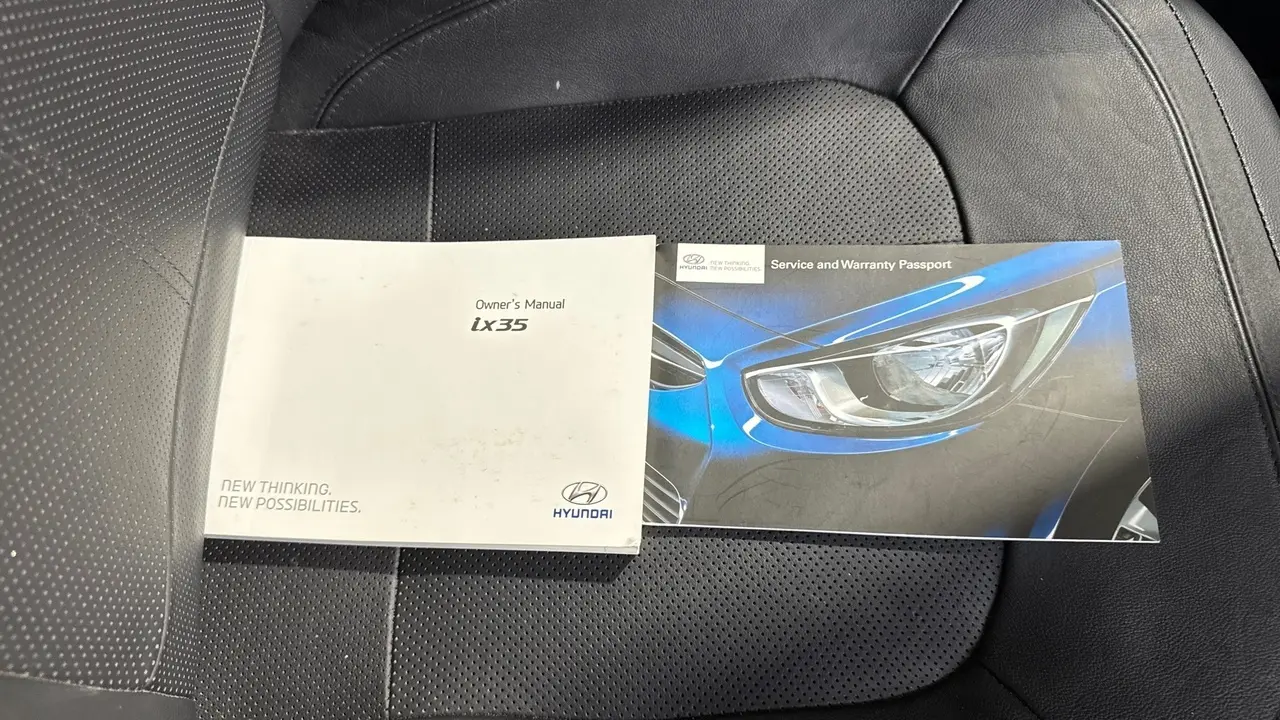 Owner's Manual
ix35
NEW THINKING.
NEW POSSIBILITIES.
HYUNDAI
HYUNDAI
NEW THINKING.
NEW POSSIBILITIES.
Service and Warranty Passport